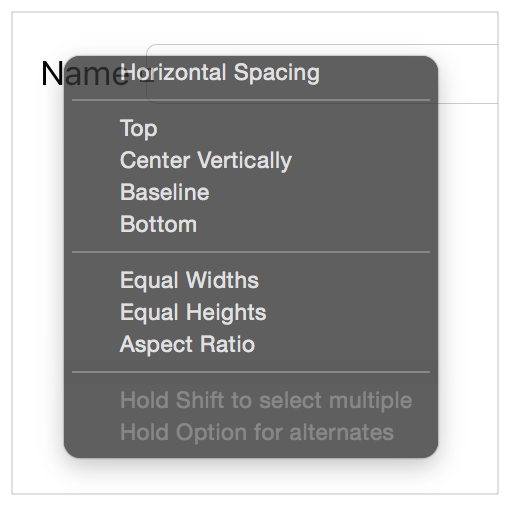 Name
Horizontal Spacing
Top
Center Vertically
Baseline
Bottom
Equal Widths
Equal Heights
Aspect Ratio
Hold Shift to select multiple
Hold Option for alternates